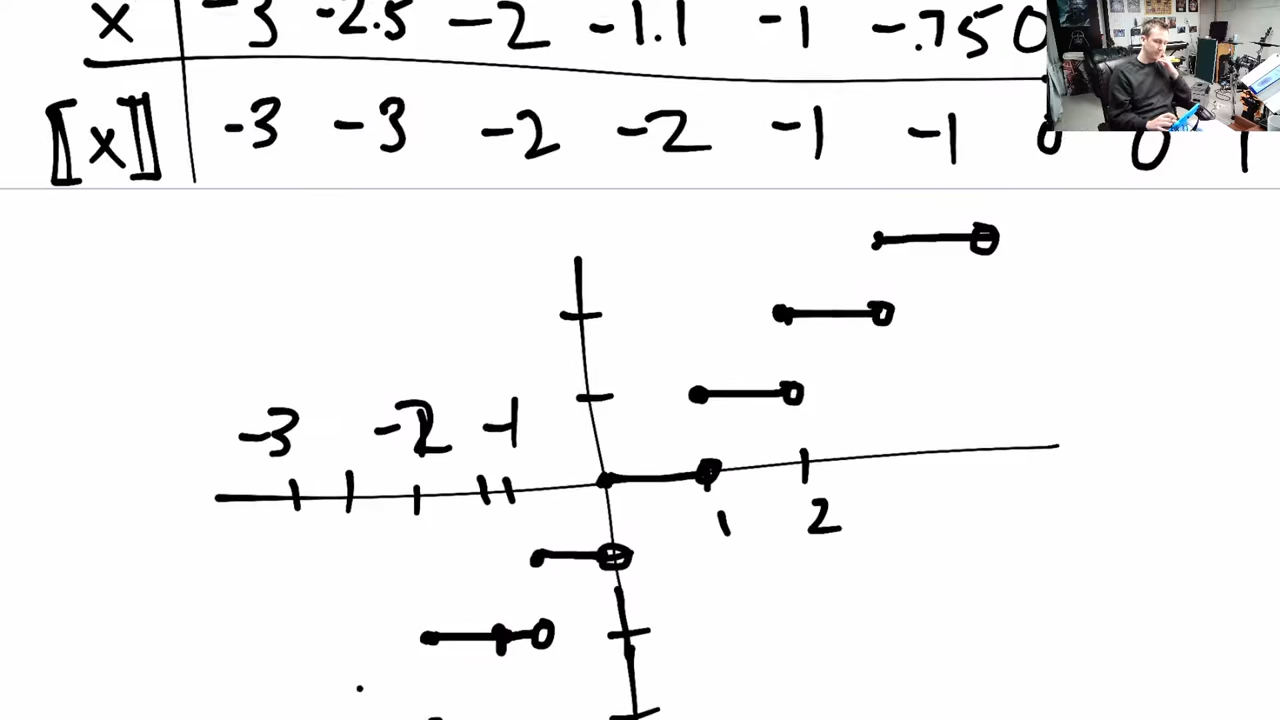 x -3 -2.5 -2 -1.1 -1 -.75 0
[[x]] -3 -3 -2 -2 -1 -1 0 0 1
-3 -2 -1
1 2